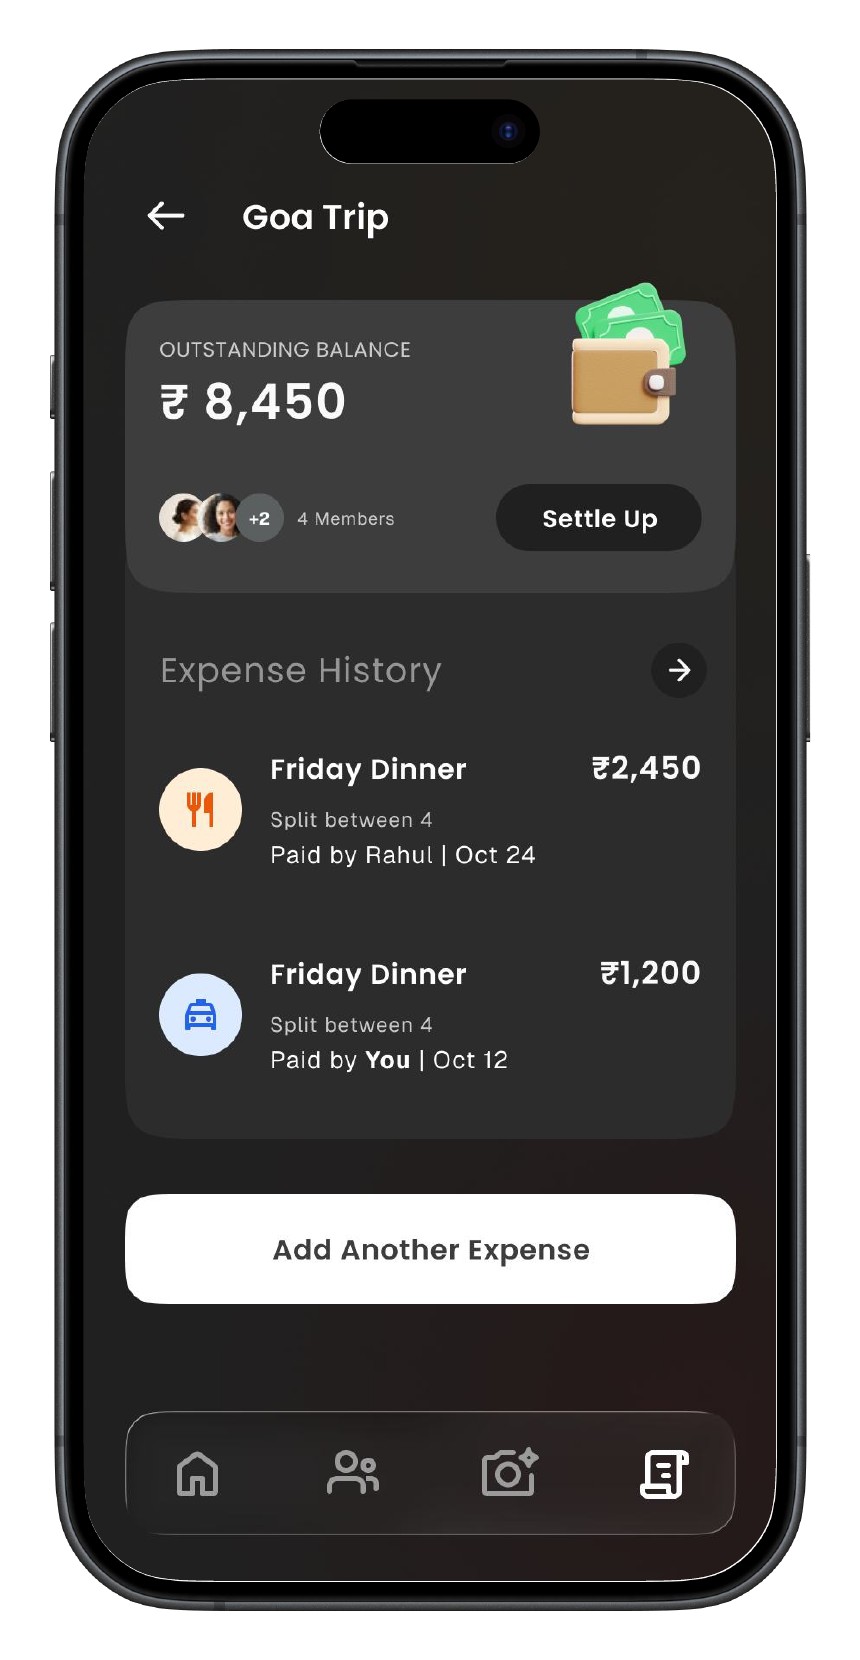 Goa Trip
OUTSTANDING BALANCE
₹ 8,450
+2 4 Members
Settle Up
Expense History
Friday Dinner ₹2,450
Split between 4
Paid by Rahul | Oct 24
Friday Dinner ₹1,200
Split between 4
Paid by You | Oct 12
Add Another Expense